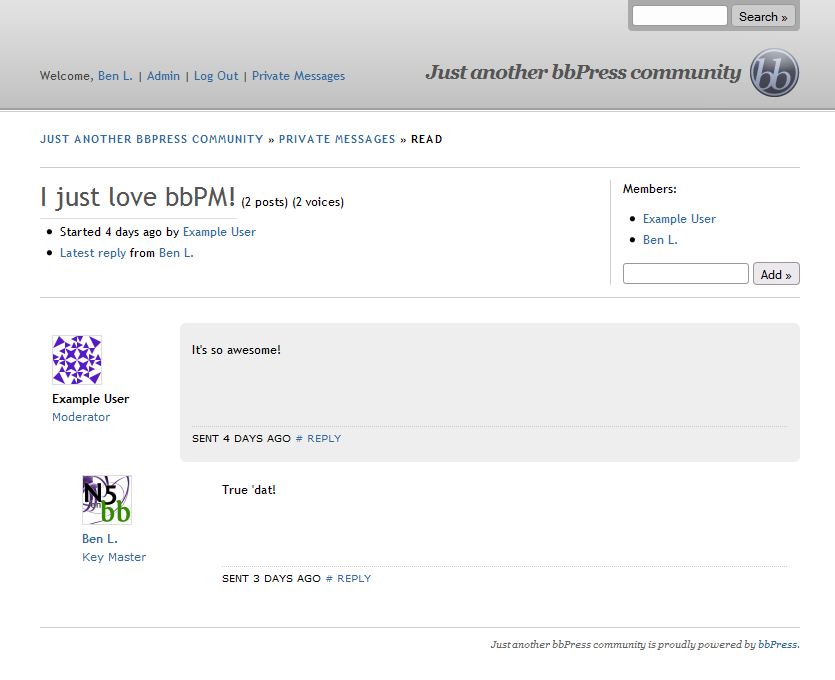 Search »
Welcome, Ben L. | Admin | Log Out | Private Messages
Just another bbPress community
bb
JUST ANOTHER BBPRESS COMMUNITY » PRIVATE MESSAGES » READ
I just love bbPM! (2 posts) (2 voices)
Started 4 days ago by Example User
Latest reply from Ben L.
Members:
Example User
Ben L.
Add »
It's so awesome!
Example User
Moderator
SENT 4 DAYS AGO # REPLY
N5
bb
True 'dat!
Ben L.
Key Master
SENT 3 DAYS AGO # REPLY
Just another bbPress community is proudly powered by bbPress.